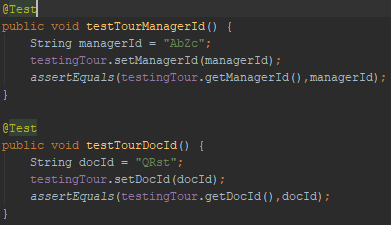 @Test
public void testTourManagerId() {
    String managerId = "AbZc";
    testingTour.setManagerId(managerId);
    assertEquals(testingTour.getManagerId(),managerId);
}

@Test
public void testTourDocId() {
    String docId = "QRst";
    testingTour.setDocId(docId);
    assertEquals(testingTour.getDocId(),docId);
}